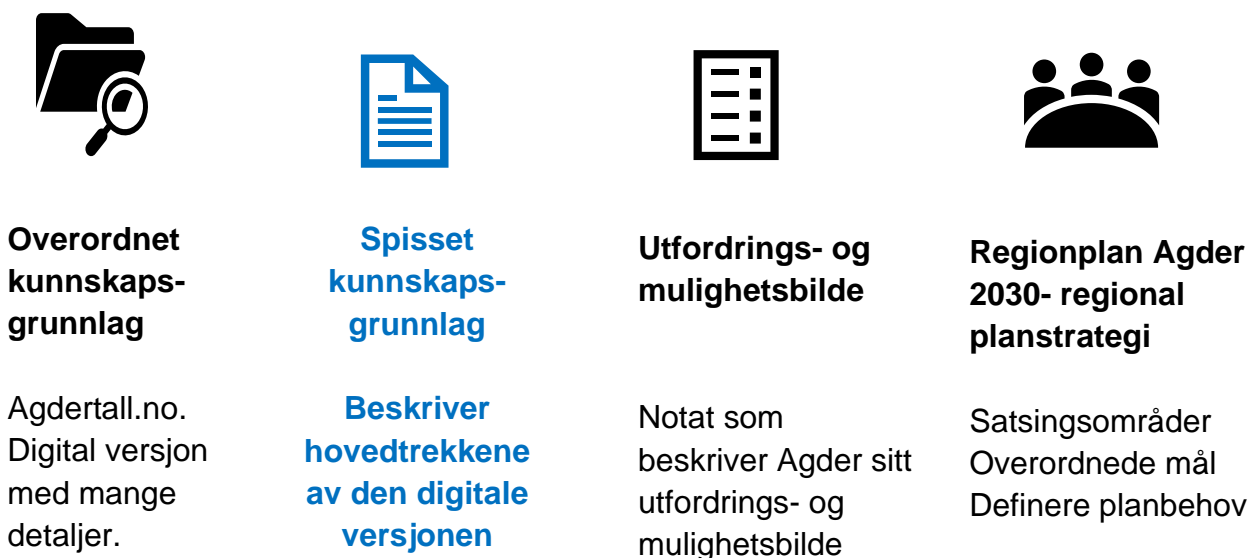 Overordnet
kunnskaps-
grunnlag
Agdertall.no.
Digital versjon
med mange
detaljer.
Spisset
kunnskaps-
grunnlag
Beskriver
hovedtrekkene
av den digitale
versjonen
Utfordrings- og
mulighetsbilde
Notat som
beskriver Agder sitt
utfordrings- og
mulighetsbilde
Regionplan Agder
2030- regional
planstrategi
Satsingsområder
Overordnede mål
Definere planbehov